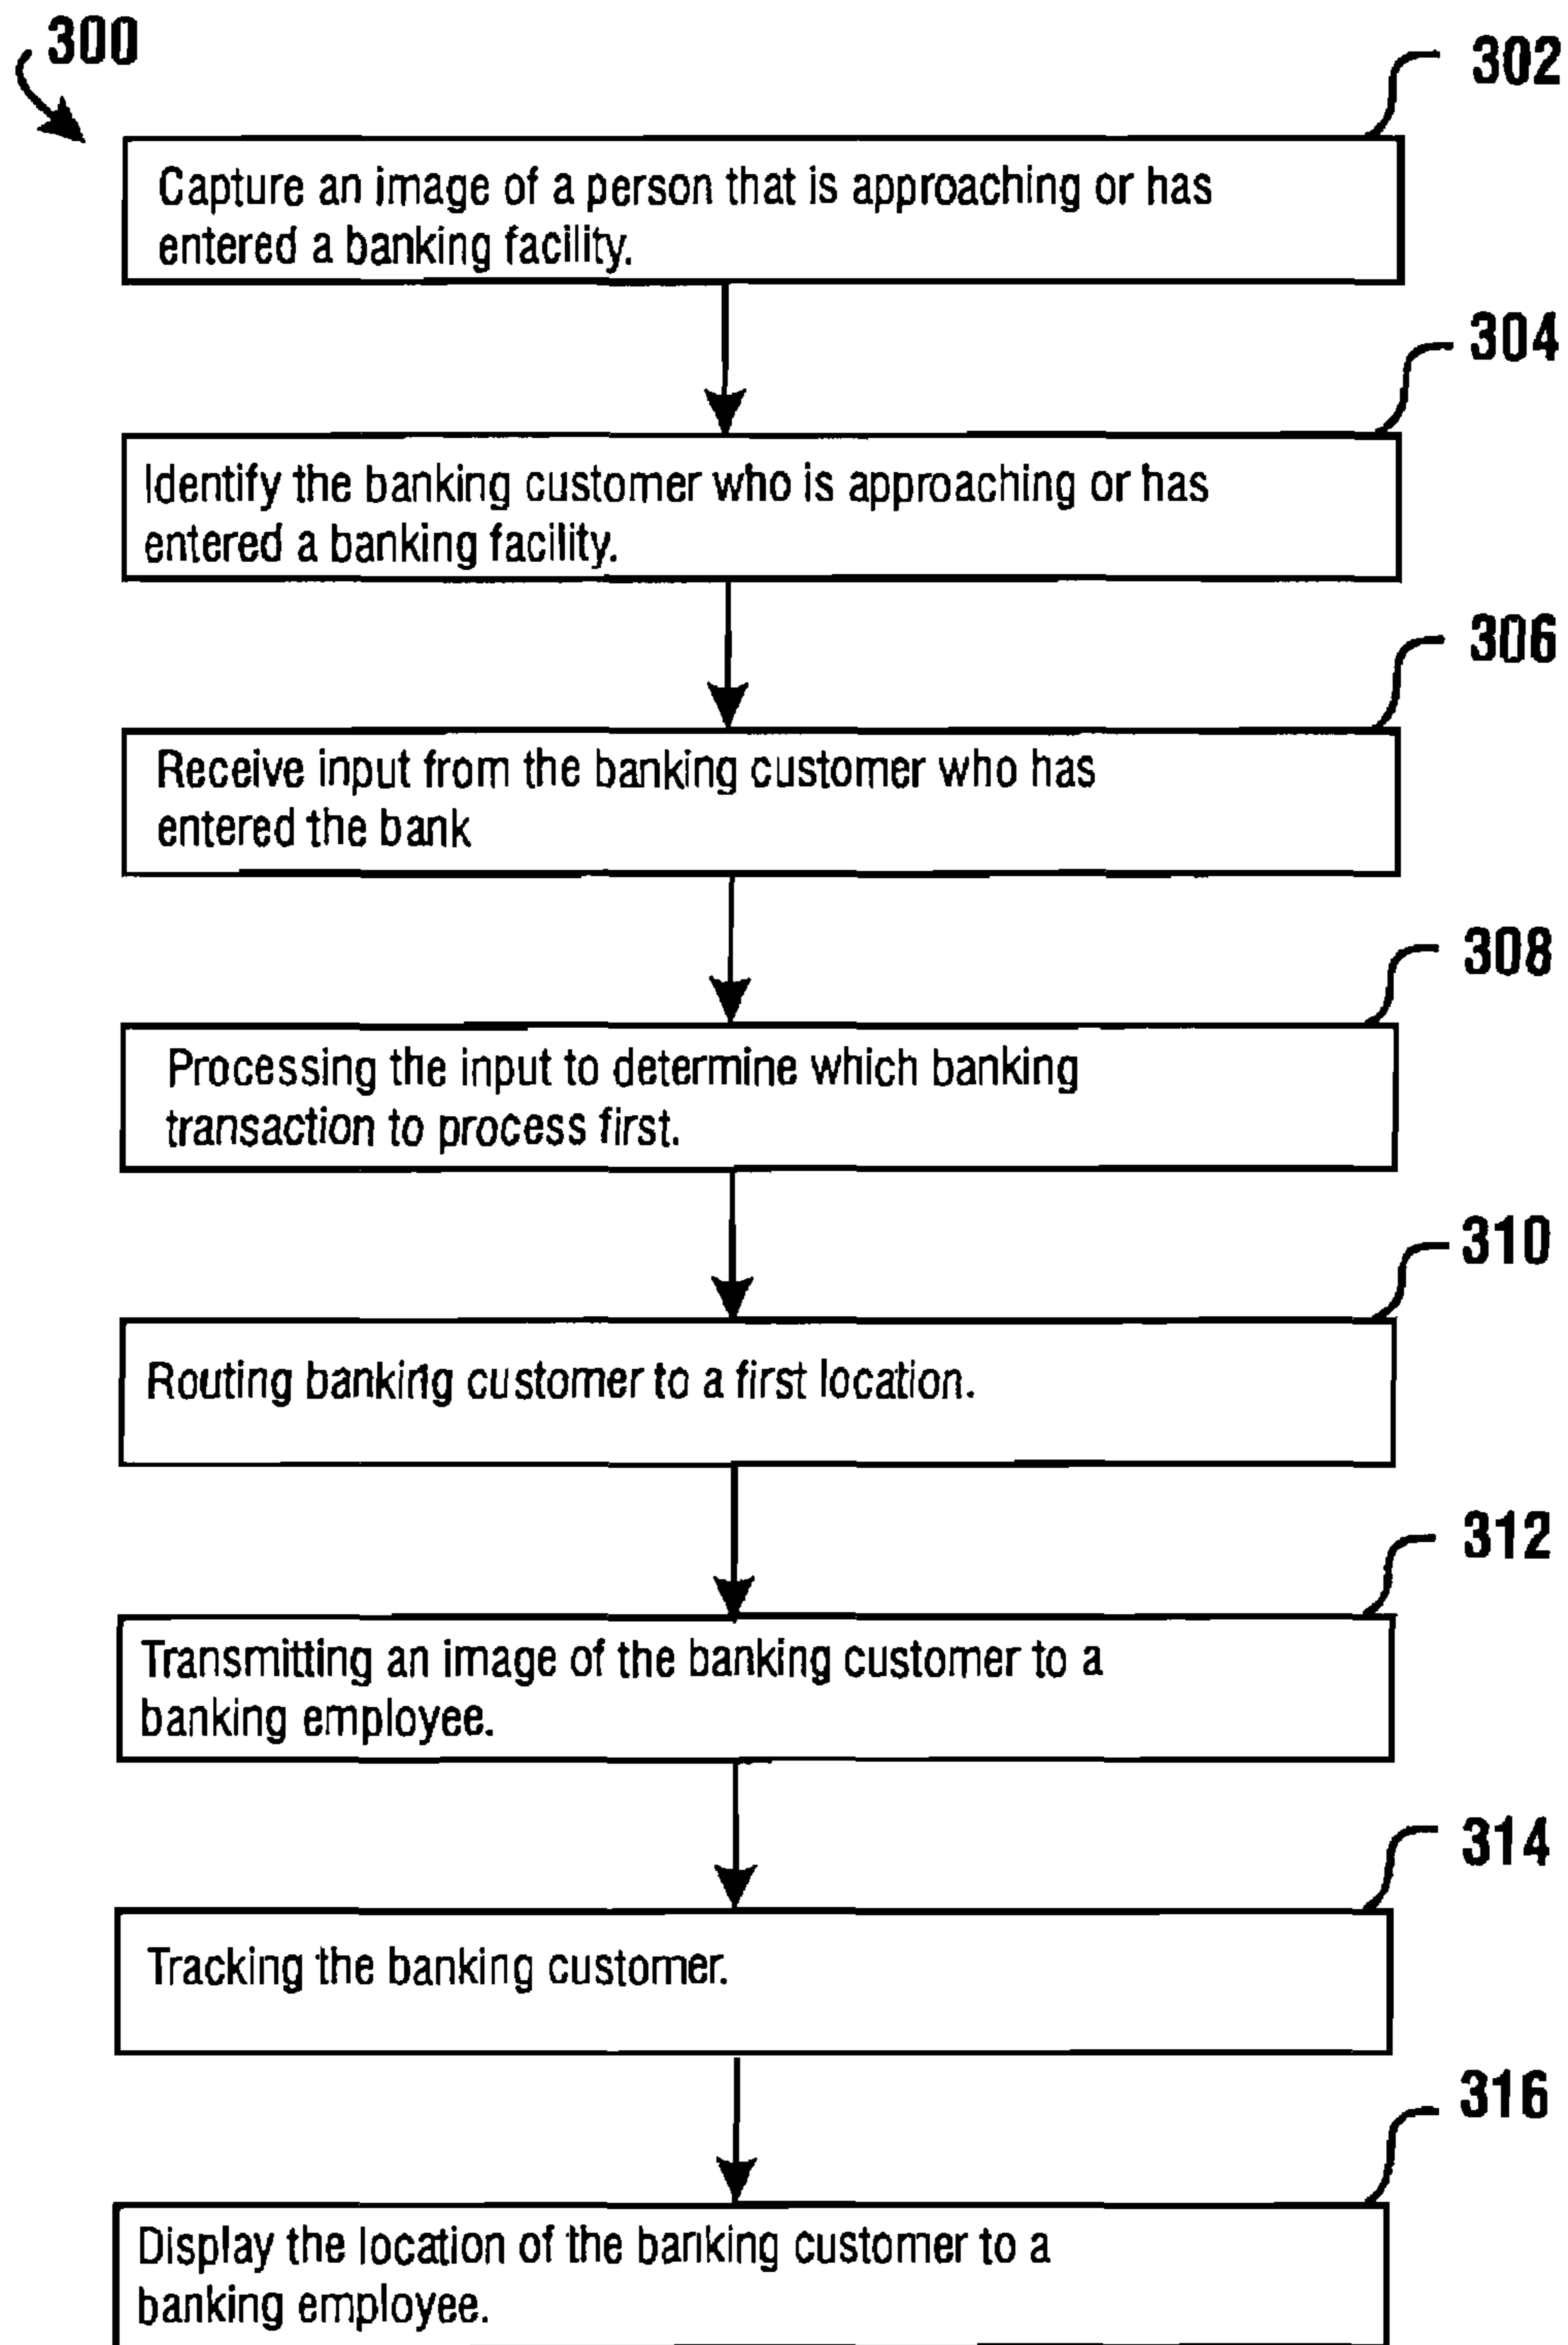 300
302
Capture an image of a person that is approaching or has
entered a banking facility.
304
Identify the banking customer who is approaching or has
entered a banking facility.
306
Receive input from the banking customer who has
entered the bank
308
Processing the input to determine which banking
transaction to process first.
310
Routing banking customer to a first location.
312
Transmitting an image of the banking customer to a
banking employee.
314
Tracking the banking customer.
316
Display the location of the banking customer to a
banking employee.